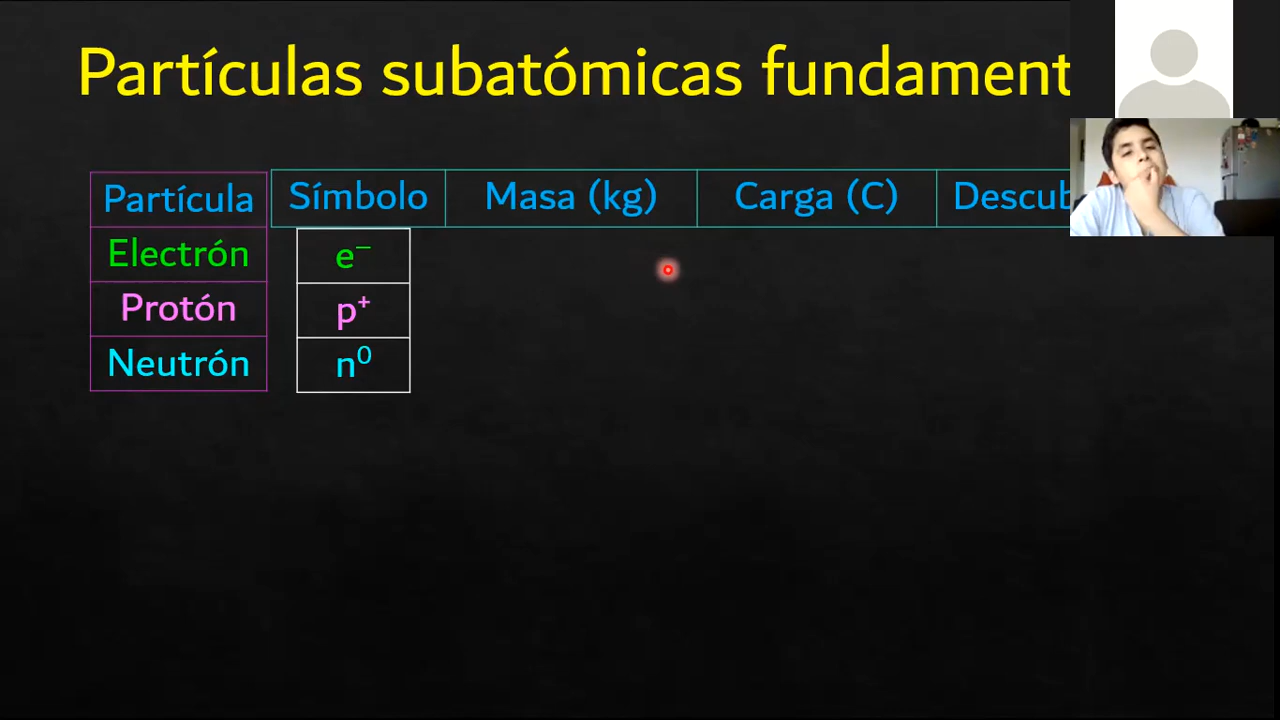 Partículas subatómicas fundament
Partícula Símbolo Masa (kg) Carga (C) Descub
Electrón e⁻
Protón p⁺
Neutrón n⁰